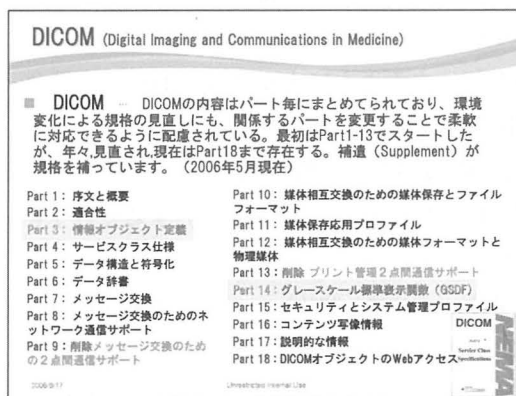 DICOM (Digital Imaging and Communications in Medicine)
DICOM － DICOMの内容はパート毎にまとめてられており、環境
変化による規格の見直しにも、関係するパートを変更することで柔軟
に対応できるように配慮されている。最初はPart1-13でスタートした
が、年々,見直され,現在はPart18まで存在する。補遺（Supplement）が
規格を補っています。（2006年5月現在）
Part 1：序文と概要
Part 2：適合性
Part 3：情報オブジェクト定義
Part 4：サービスクラス仕様
Part 5：データ構造と符号化
Part 6：データ辞書
Part 7：メッセージ交換
Part 8：メッセージ交換のためのネ
ットワーク通信サポート
Part 9：削除メッセージ交換のため
の２点間通信サポート
Part 10：媒体相互交換のための媒体保存とファイル
フォーマット
Part 11：媒体保存応用プロファイル
Part 12：媒体相互交換のための媒体フォーマットと
物理媒体
Part 13：削除 プリント管理２点間通信サポート
Part 14：グレースケール標準表示関数（GSDF）
Part 15：セキュリティとシステム管理プロファイル
Part 16：コンテンツ写像情報
Part 17：説明的な情報
Part 18：DICOMオブジェクトのWebアクセス
DICOM
Service Class
Specifications
NEMA
2006/9/17
Unrestricted Internal Use